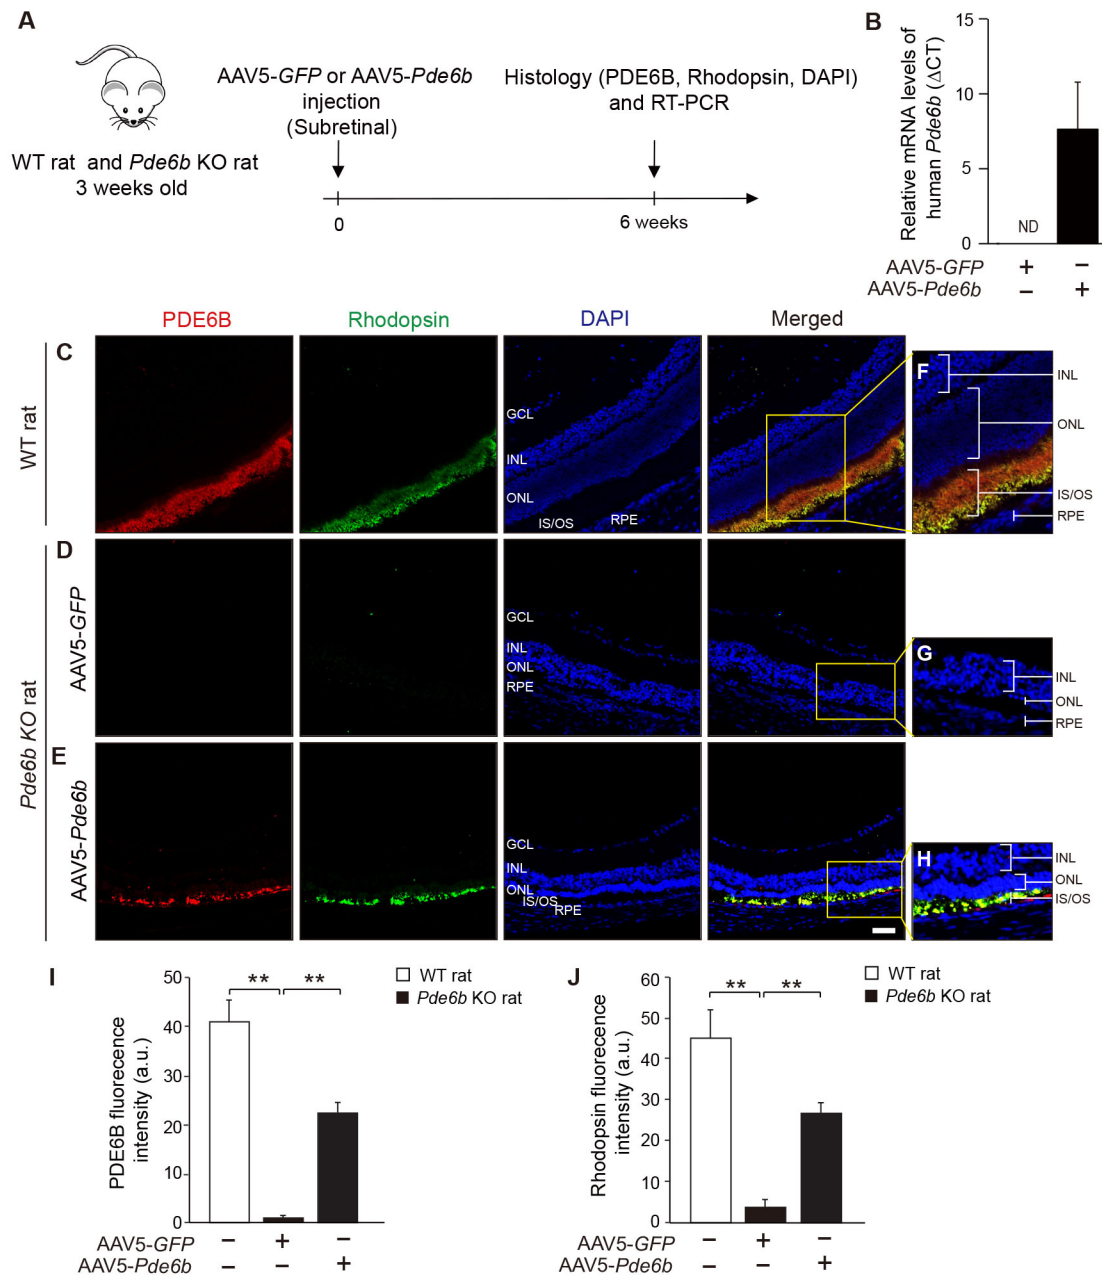 A
WT rat and Pde6b KO rat
3 weeks old
AAV5-GFP or AAV5-Pde6b
injection
(Subretinal)
Histology (PDE6B, Rhodopsin, DAPI)
and RT-PCR
0
6 weeks
B
Relative mRNA levels of
human Pde6b (ΔCT)
15
10
5
0
ND
AAV5-GFP + −
AAV5-Pde6b − +
PDE6B
Rhodopsin
DAPI
Merged
WT rat
C
GCL
INL
ONL
IS/OS
RPE
F
INL
ONL
IS/OS
RPE
Pde6b KO rat
AAV5-GFP
D
GCL
INL
ONL
RPE
G
INL
ONL
RPE
AAV5-Pde6b
E
GCL
INL
ONL
IS/OS
RPE
H
INL
ONL
IS/OS
I
PDE6B fluorecence
intensity (a.u.)
50
40
30
20
10
0
** **
WT rat
Pde6b KO rat
AAV5-GFP − + −
AAV5-Pde6b − − +
J
Rhodopsin fluorecence
intensity (a.u.)
60
50
40
30
20
10
0
** **
WT rat
Pde6b KO rat
AAV5-GFP − + −
AAV5-Pde6b − − +